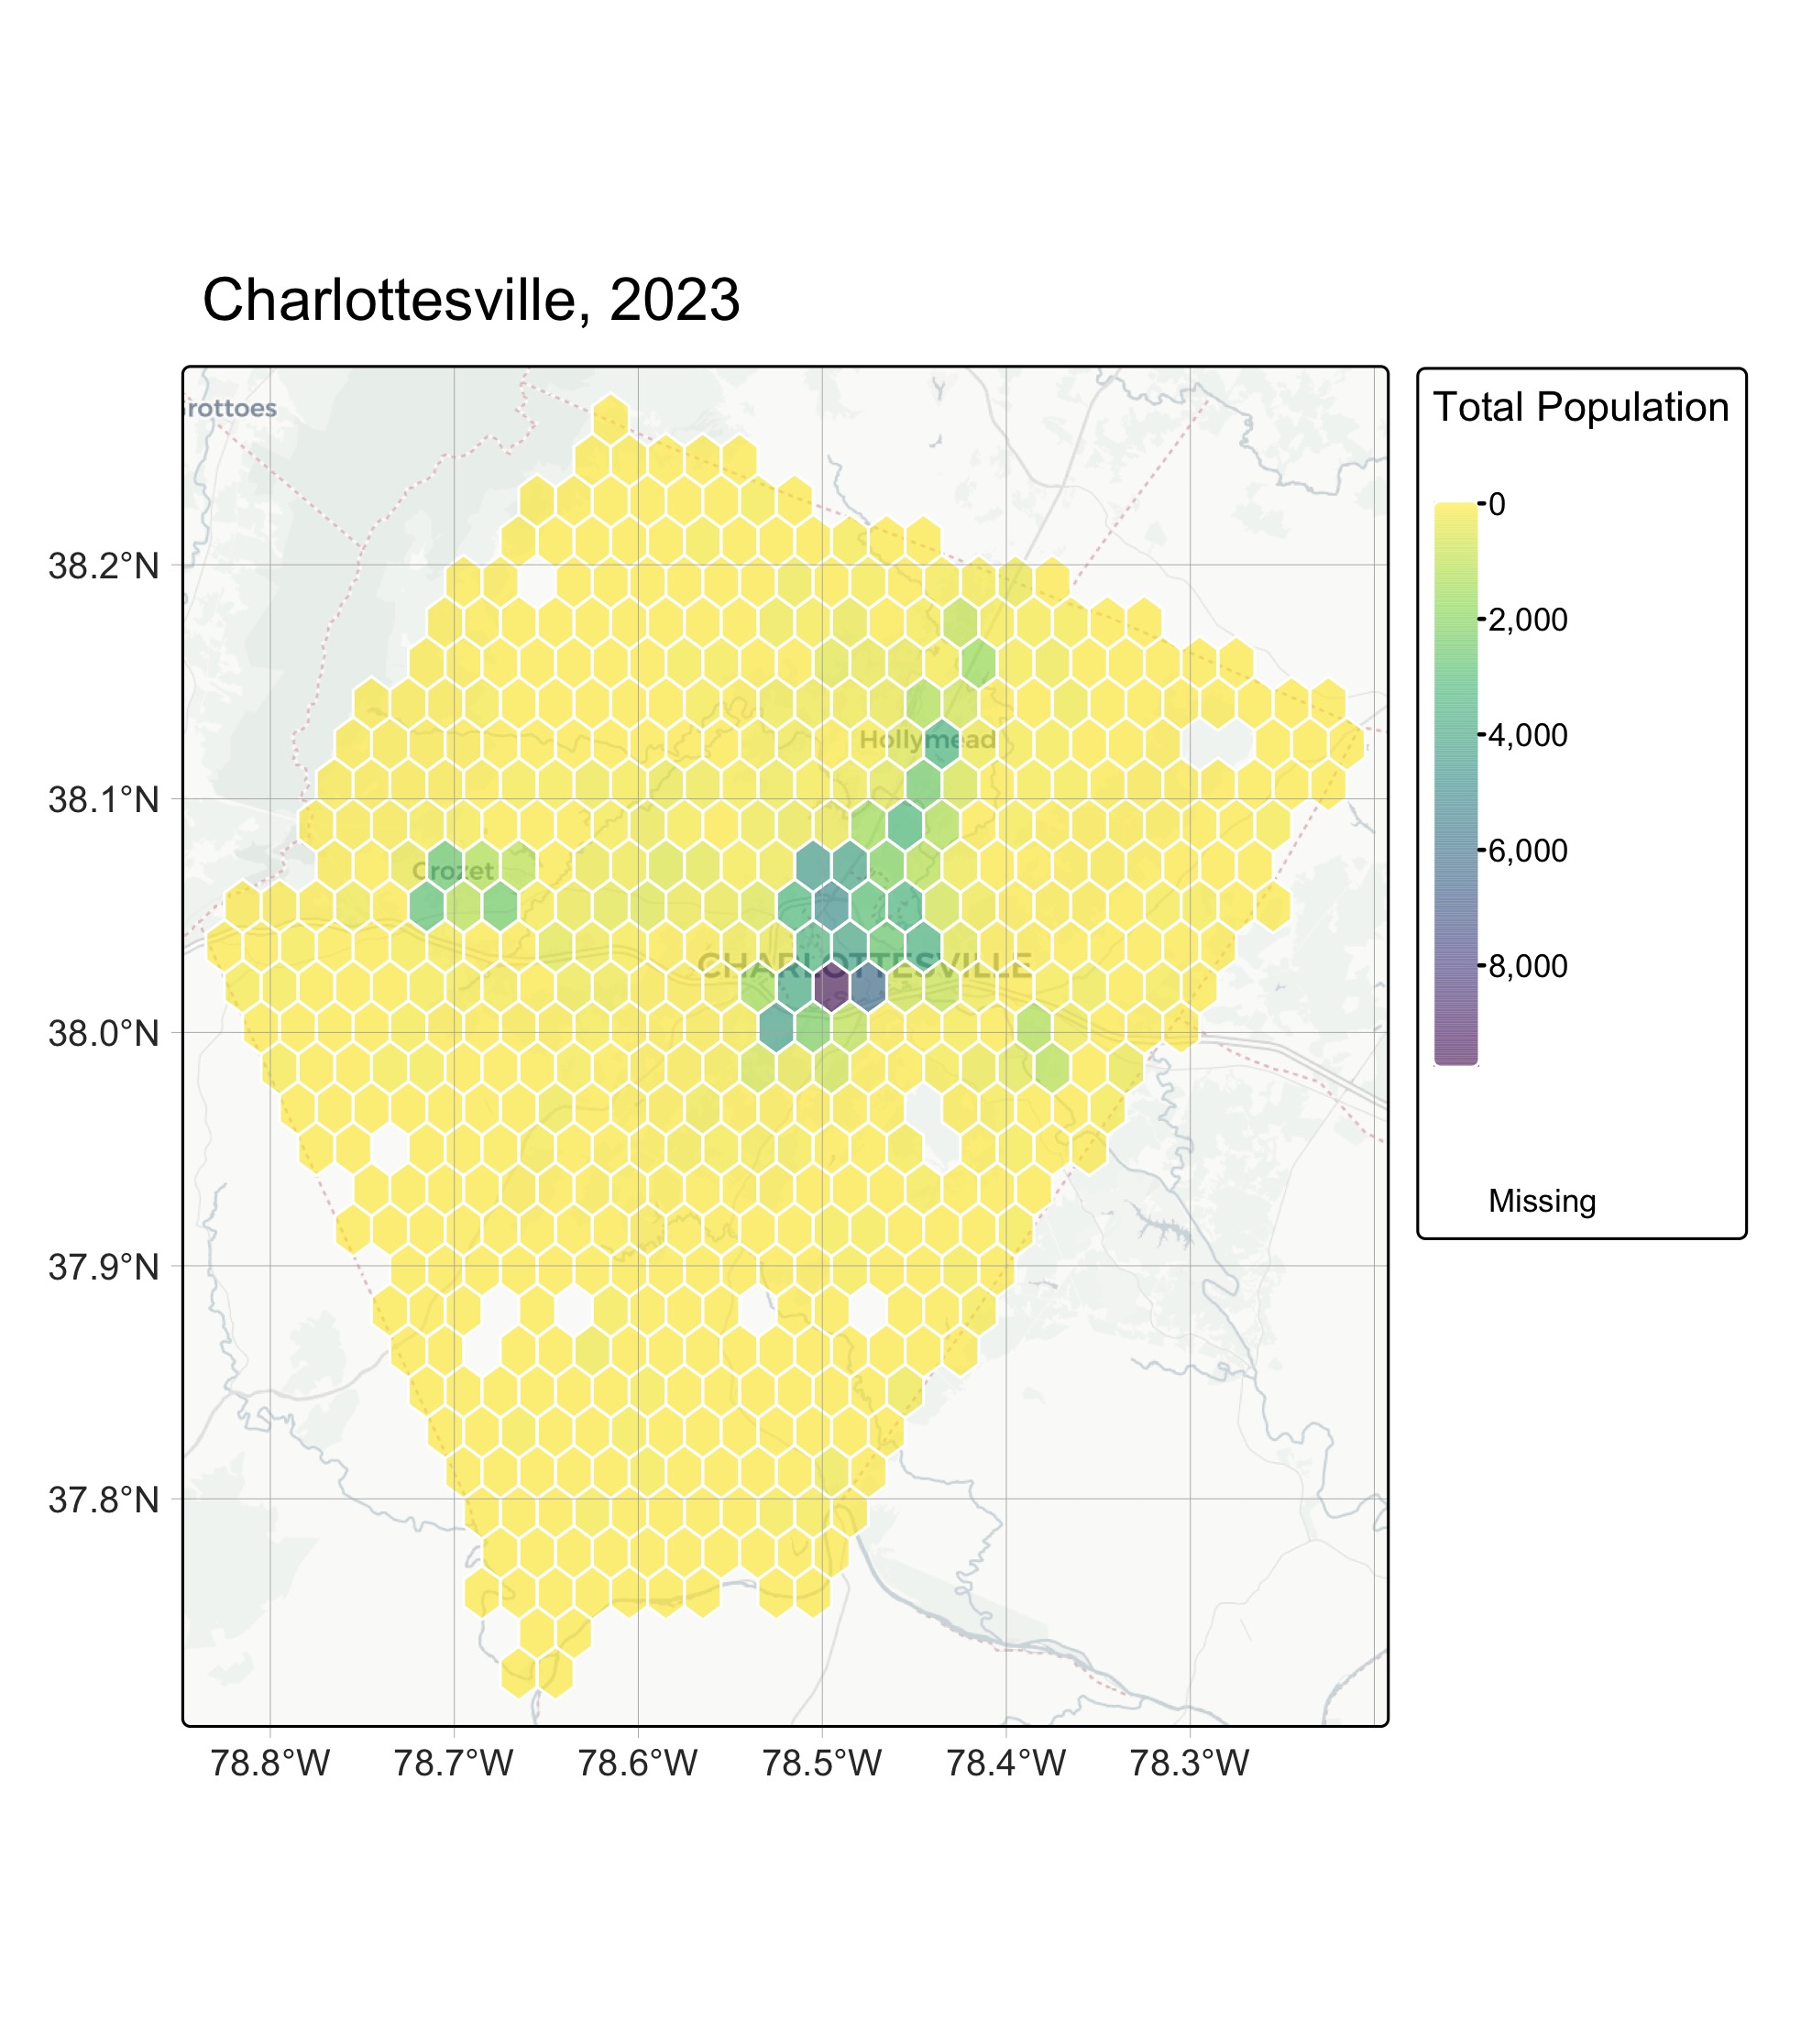 Charlottesville, 2023
rottoes
Hollymead
Crozet
CHARLOTTESVILLE
38.2°N
38.1°N
38.0°N
37.9°N
37.8°N
78.8°W 78.7°W 78.6°W 78.5°W 78.4°W 78.3°W
Total Population
0
2,000
4,000
6,000
8,000
Missing